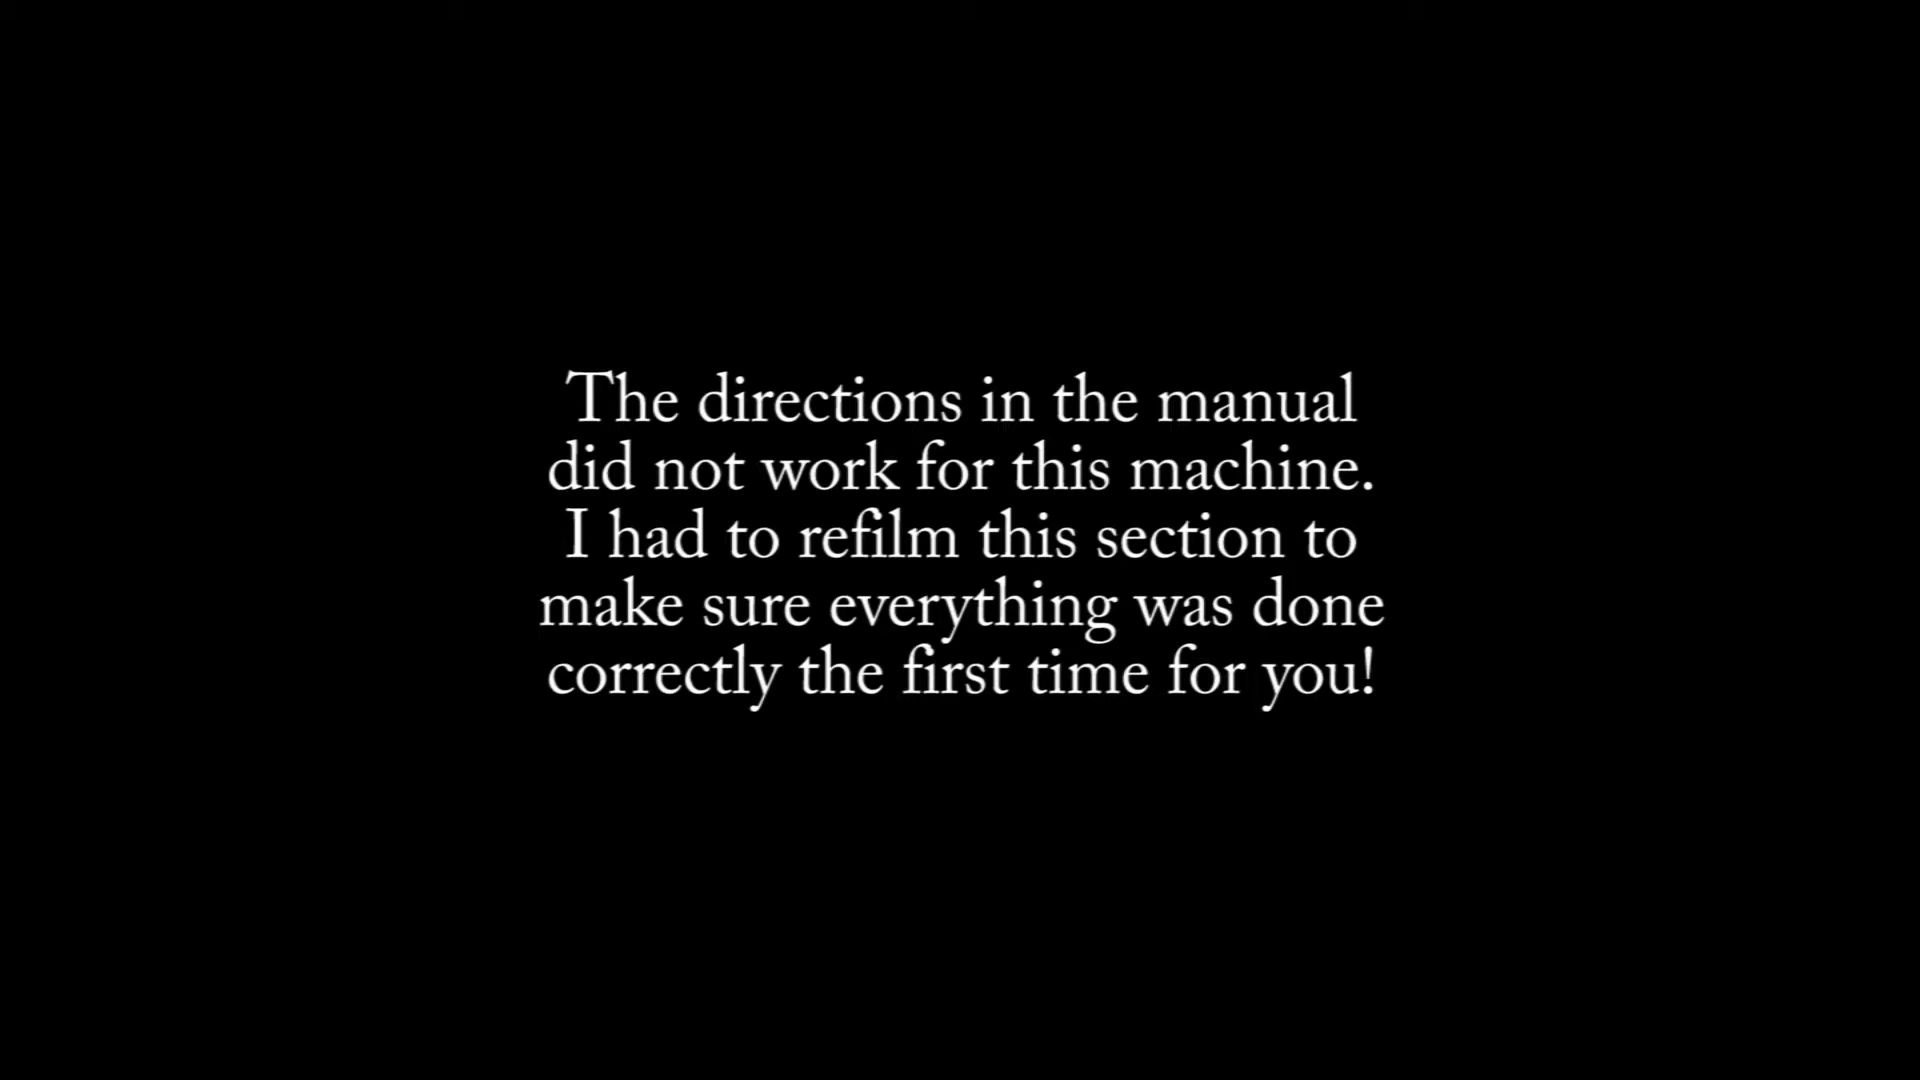 The directions in the manual
did not work for this machine.
I had to refilm this section to
make sure everything was done
correctly the first time for you!